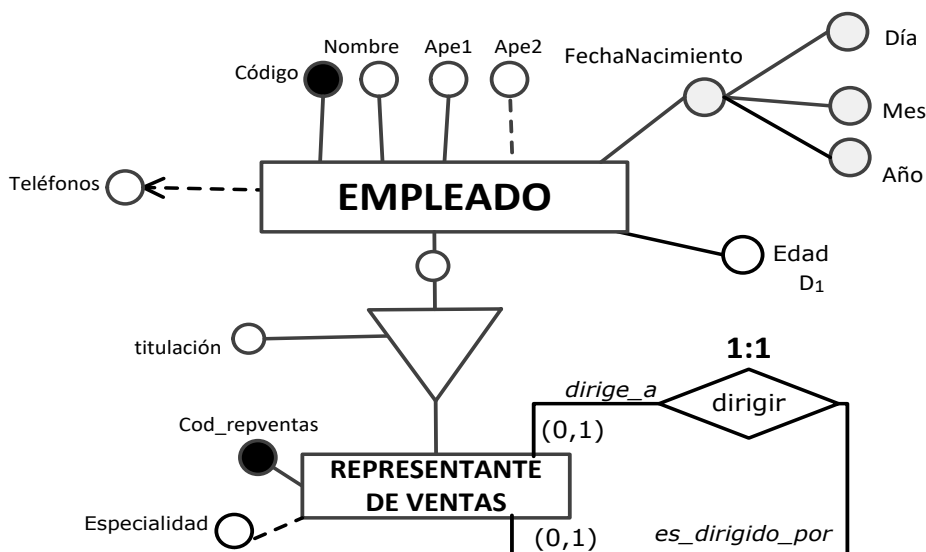 Nombre
Ape1
Ape2
FechaNacimiento
Día
Código
Mes
Año
Teléfonos
EMPLEADO
Edad
D1
titulación
1:1
dirige_a
dirigir
(0,1)
Cod_repventas
REPRESENTANTE
DE VENTAS
Especialidad
(0,1)
es_dirigido_por